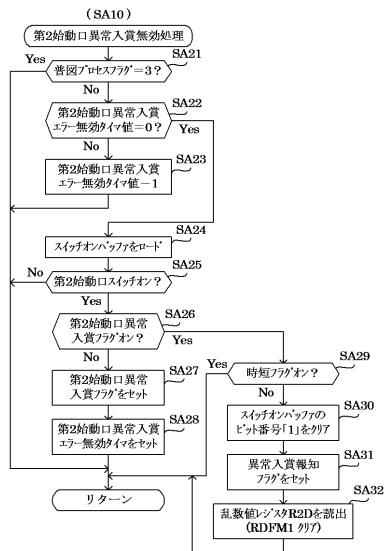 (SA10)
第2始動口異常入賞無効処理
SA21
Yes
普図プロセスフラグ=3?
No
SA22
第2始動口異常入賞
エラー無効タイマ値=0?
Yes
No
SA23
第2始動口異常入賞
エラー無効タイマ値−1
SA24
スイッチオンバッファをロード
SA25
No
第2始動口スイッチオン?
Yes
SA26
第2始動口異常
入賞フラグオン?
Yes
No
SA27
第2始動口異常
入賞フラグをセット
SA28
第2始動口異常入賞
エラー無効タイマをセット
リターン
SA29
Yes
時短フラグオン?
No
SA30
スイッチオンバッファの
ビット番号「1」をクリア
SA31
異常入賞報知
フラグをセット
SA32
乱数値レジスタR2Dを読出
(RDFM1 クリア)